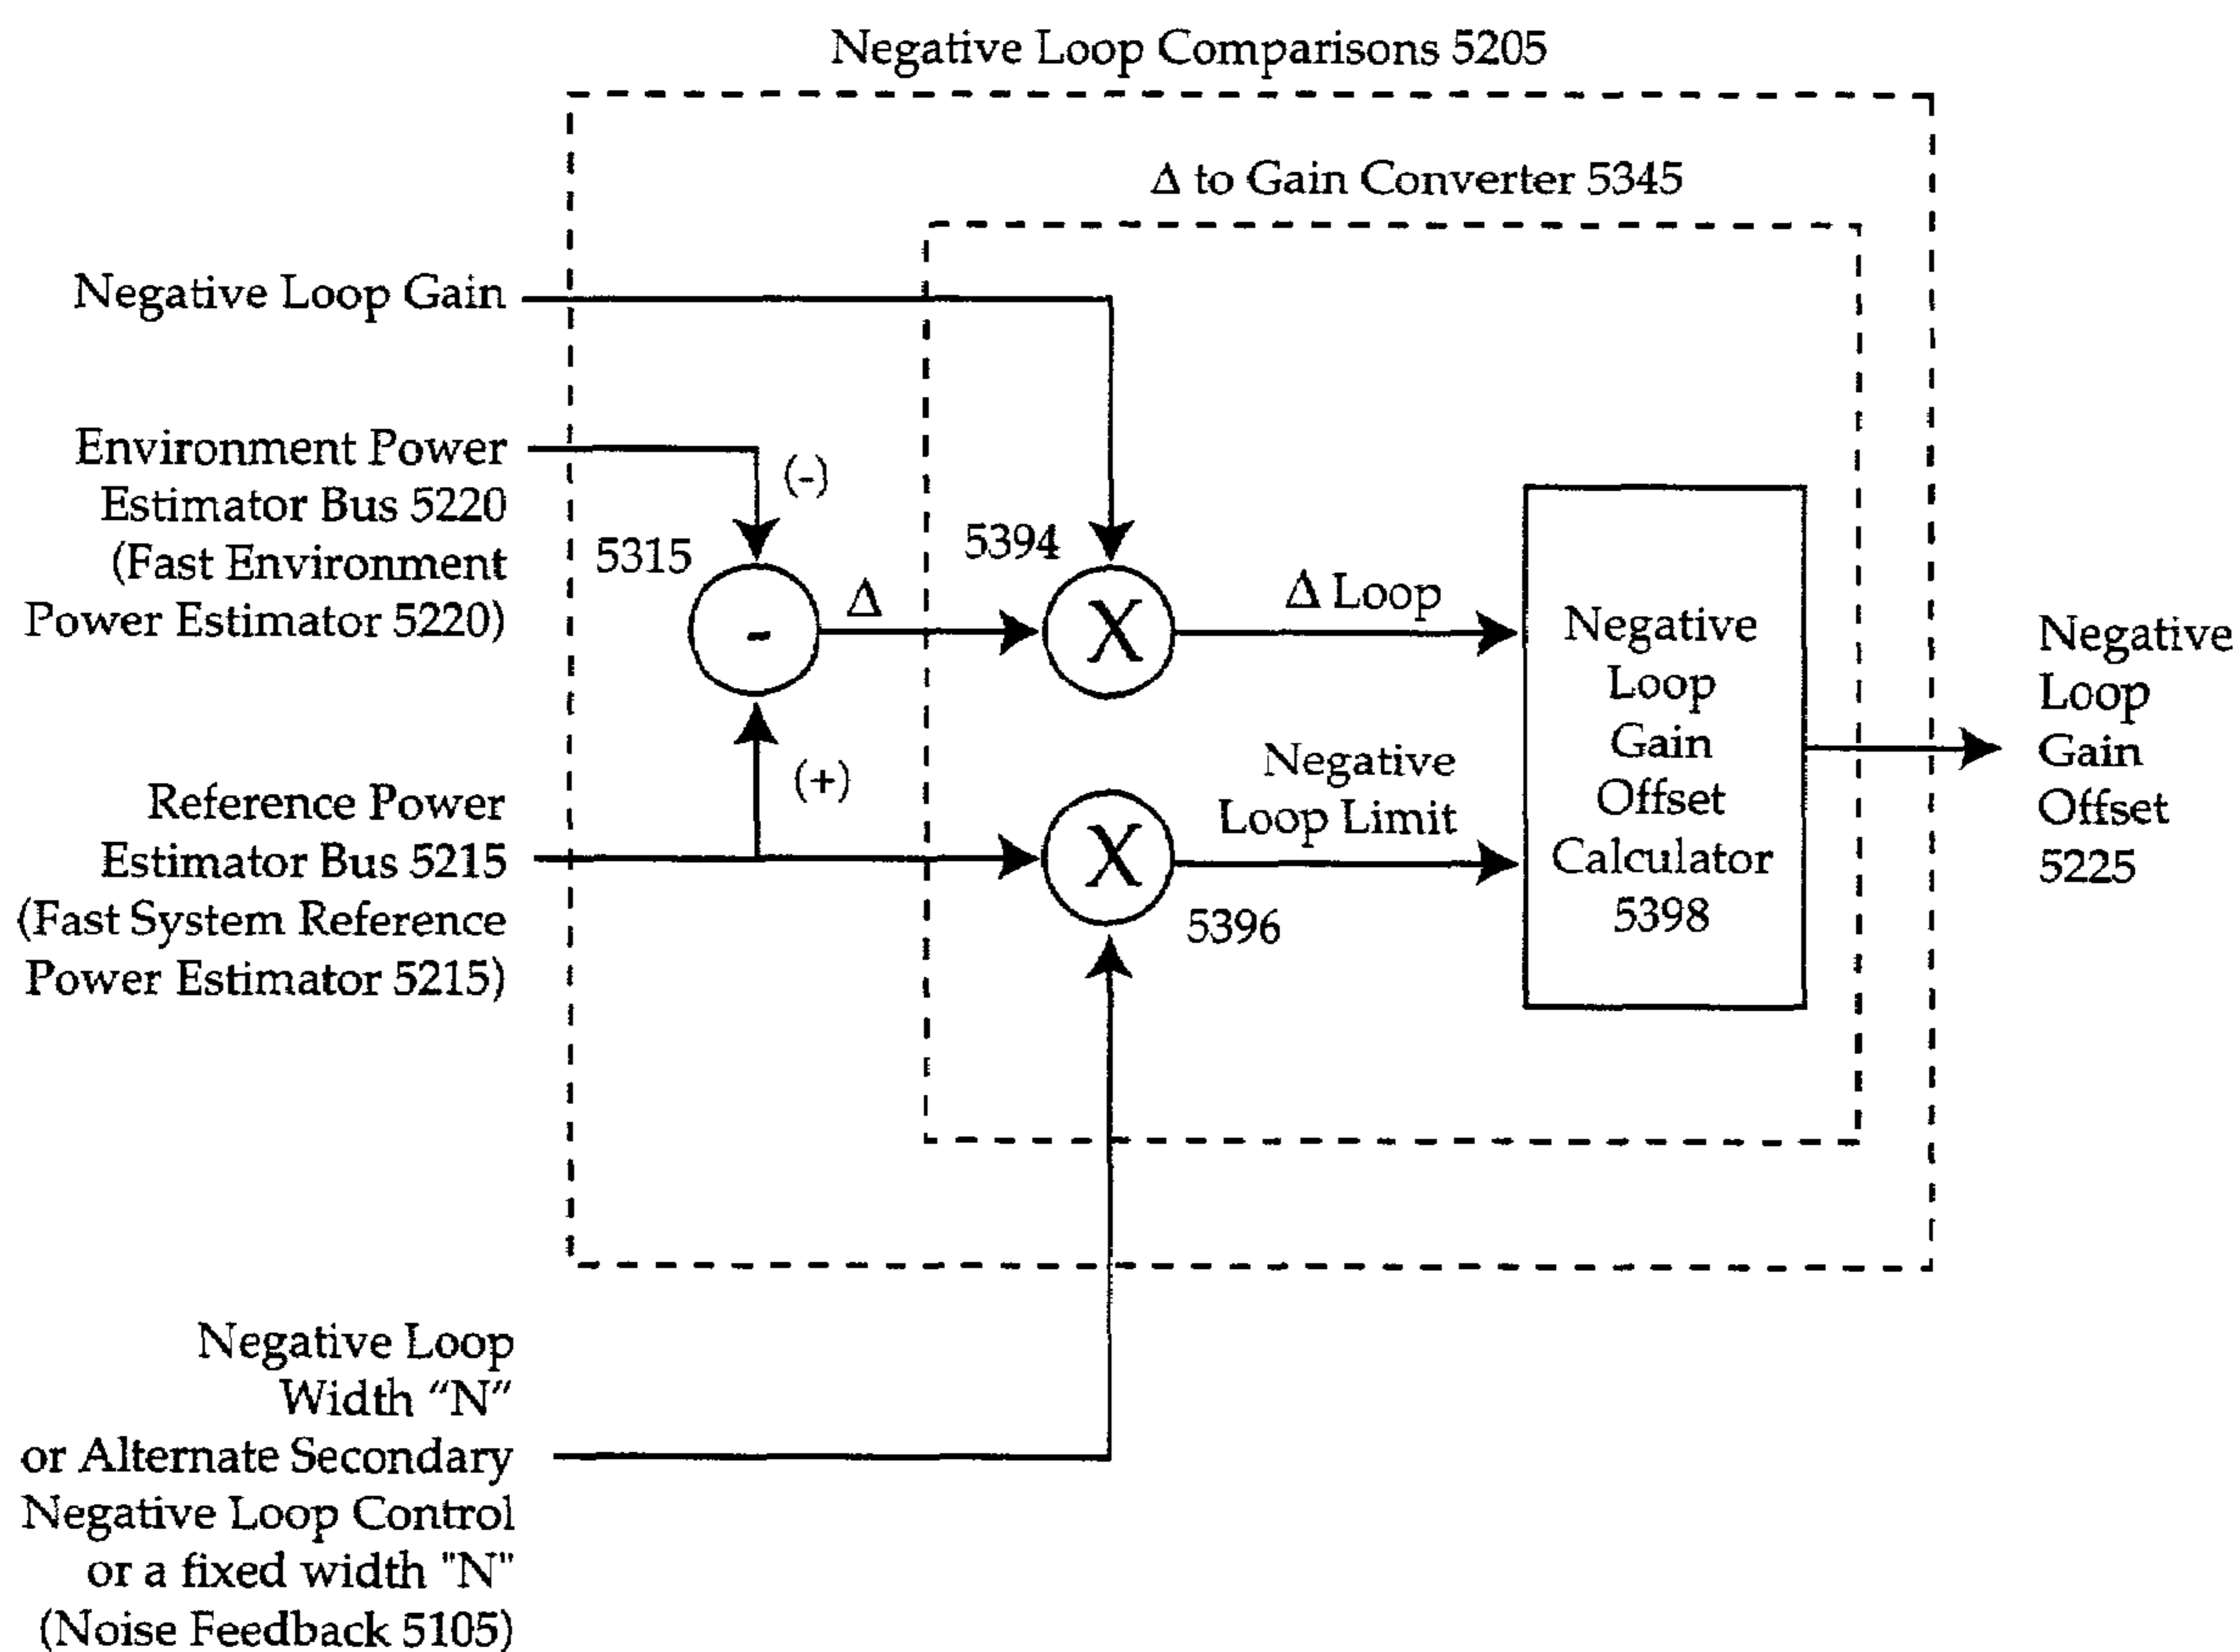 Negative Loop Comparisons 5205
Δ to Gain Converter 5345
Negative Loop Gain
Environment Power
Estimator Bus 5220
(Fast Environment
Power Estimator 5220)
(-)
5315
-
Δ
5394
X
Δ Loop
(+)
Reference Power
Estimator Bus 5215
(Fast System Reference
Power Estimator 5215)
X
5396
Negative
Loop Limit
Negative
Loop
Gain
Offset
Calculator
5398
Negative
Loop
Gain
Offset
5225
Negative Loop
Width “N”
or Alternate Secondary
Negative Loop Control
or a fixed width "N"
(Noise Feedback 5105)